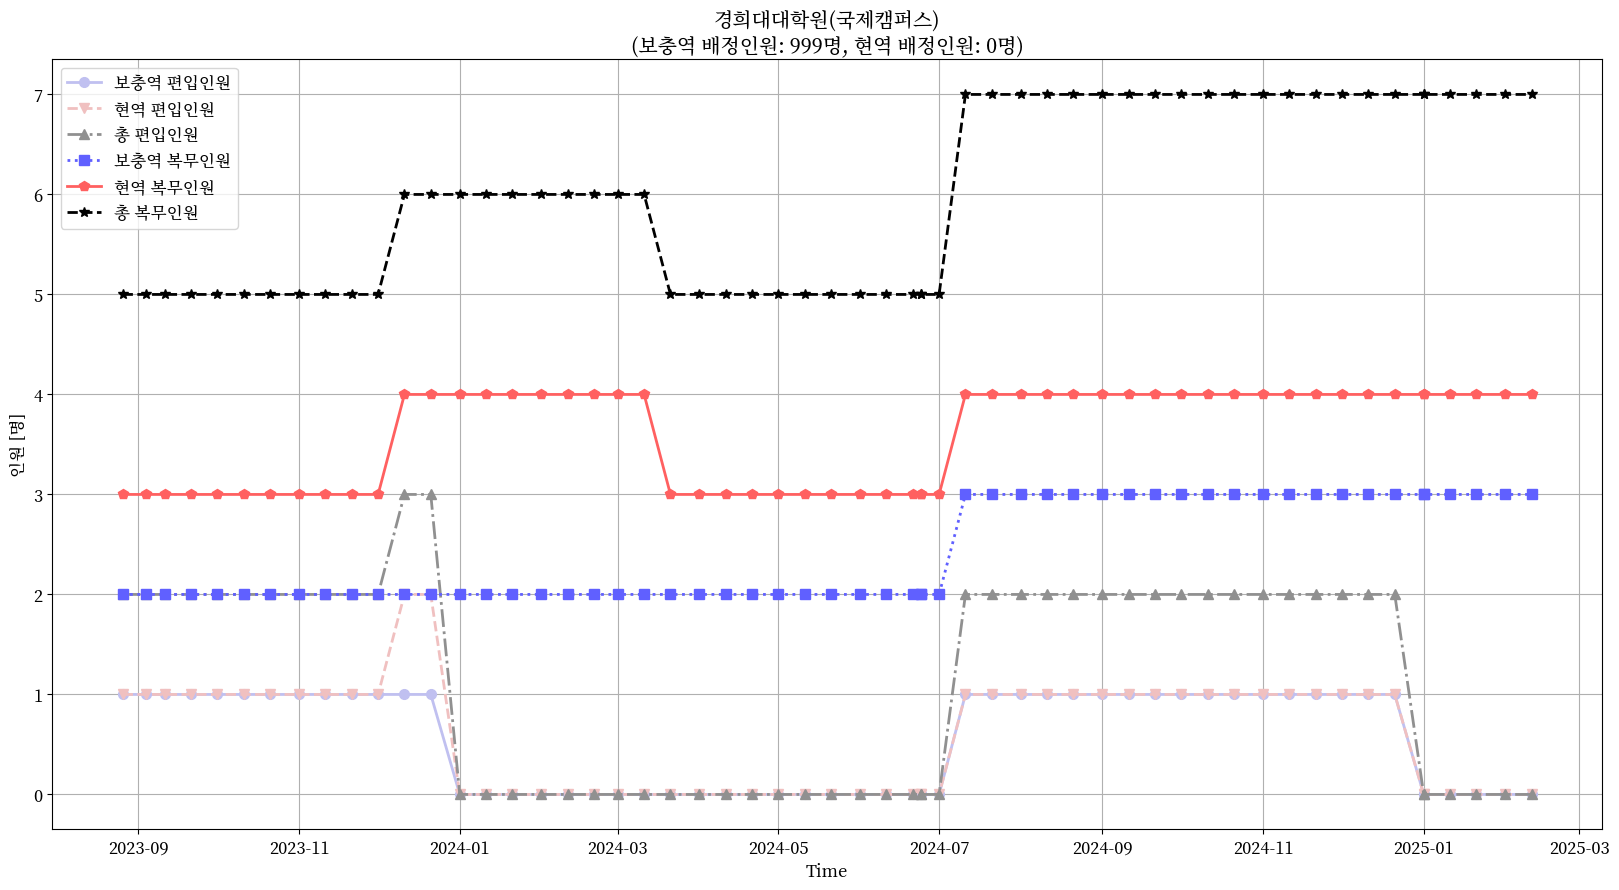 경희대대학원(국제캠퍼스)
(보충역 배정인원: 999명, 현역 배정인원: 0명)
보충역 편입인원
현역 편입인원
총 편입인원
보충역 복무인원
현역 복무인원
총 복무인원
인원 [명]
7
6
5
4
3
2
1
0
2023-09
2023-11
2024-01
2024-03
2024-05
2024-07
2024-09
2024-11
2025-01
2025-03
Time